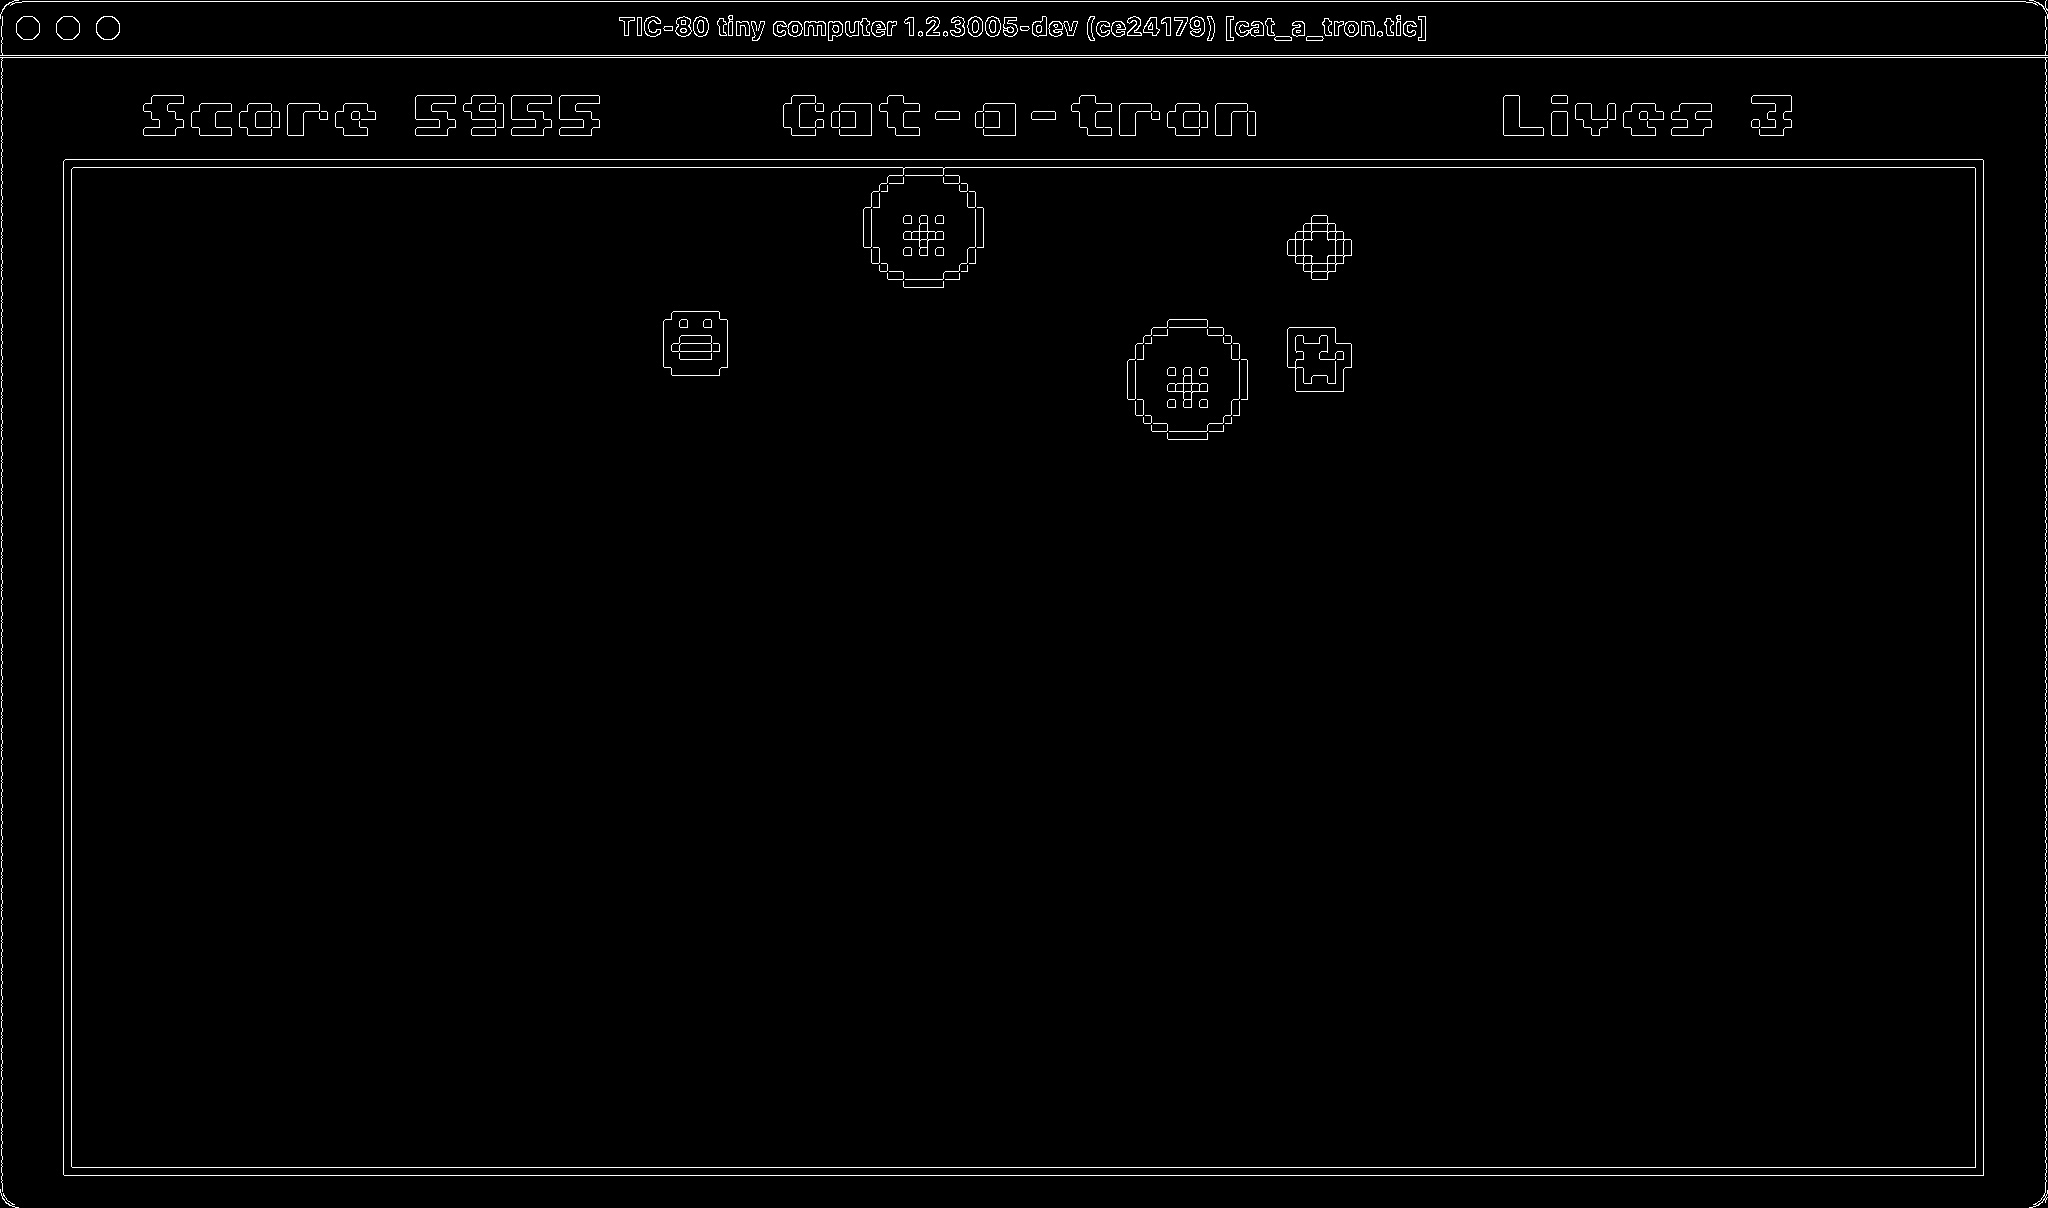 TIC-80 tiny computer 1.2.3005-dev (ce24179) [cat_a_tron.tic]
Score 5955 Cat-a-tron Lives 3